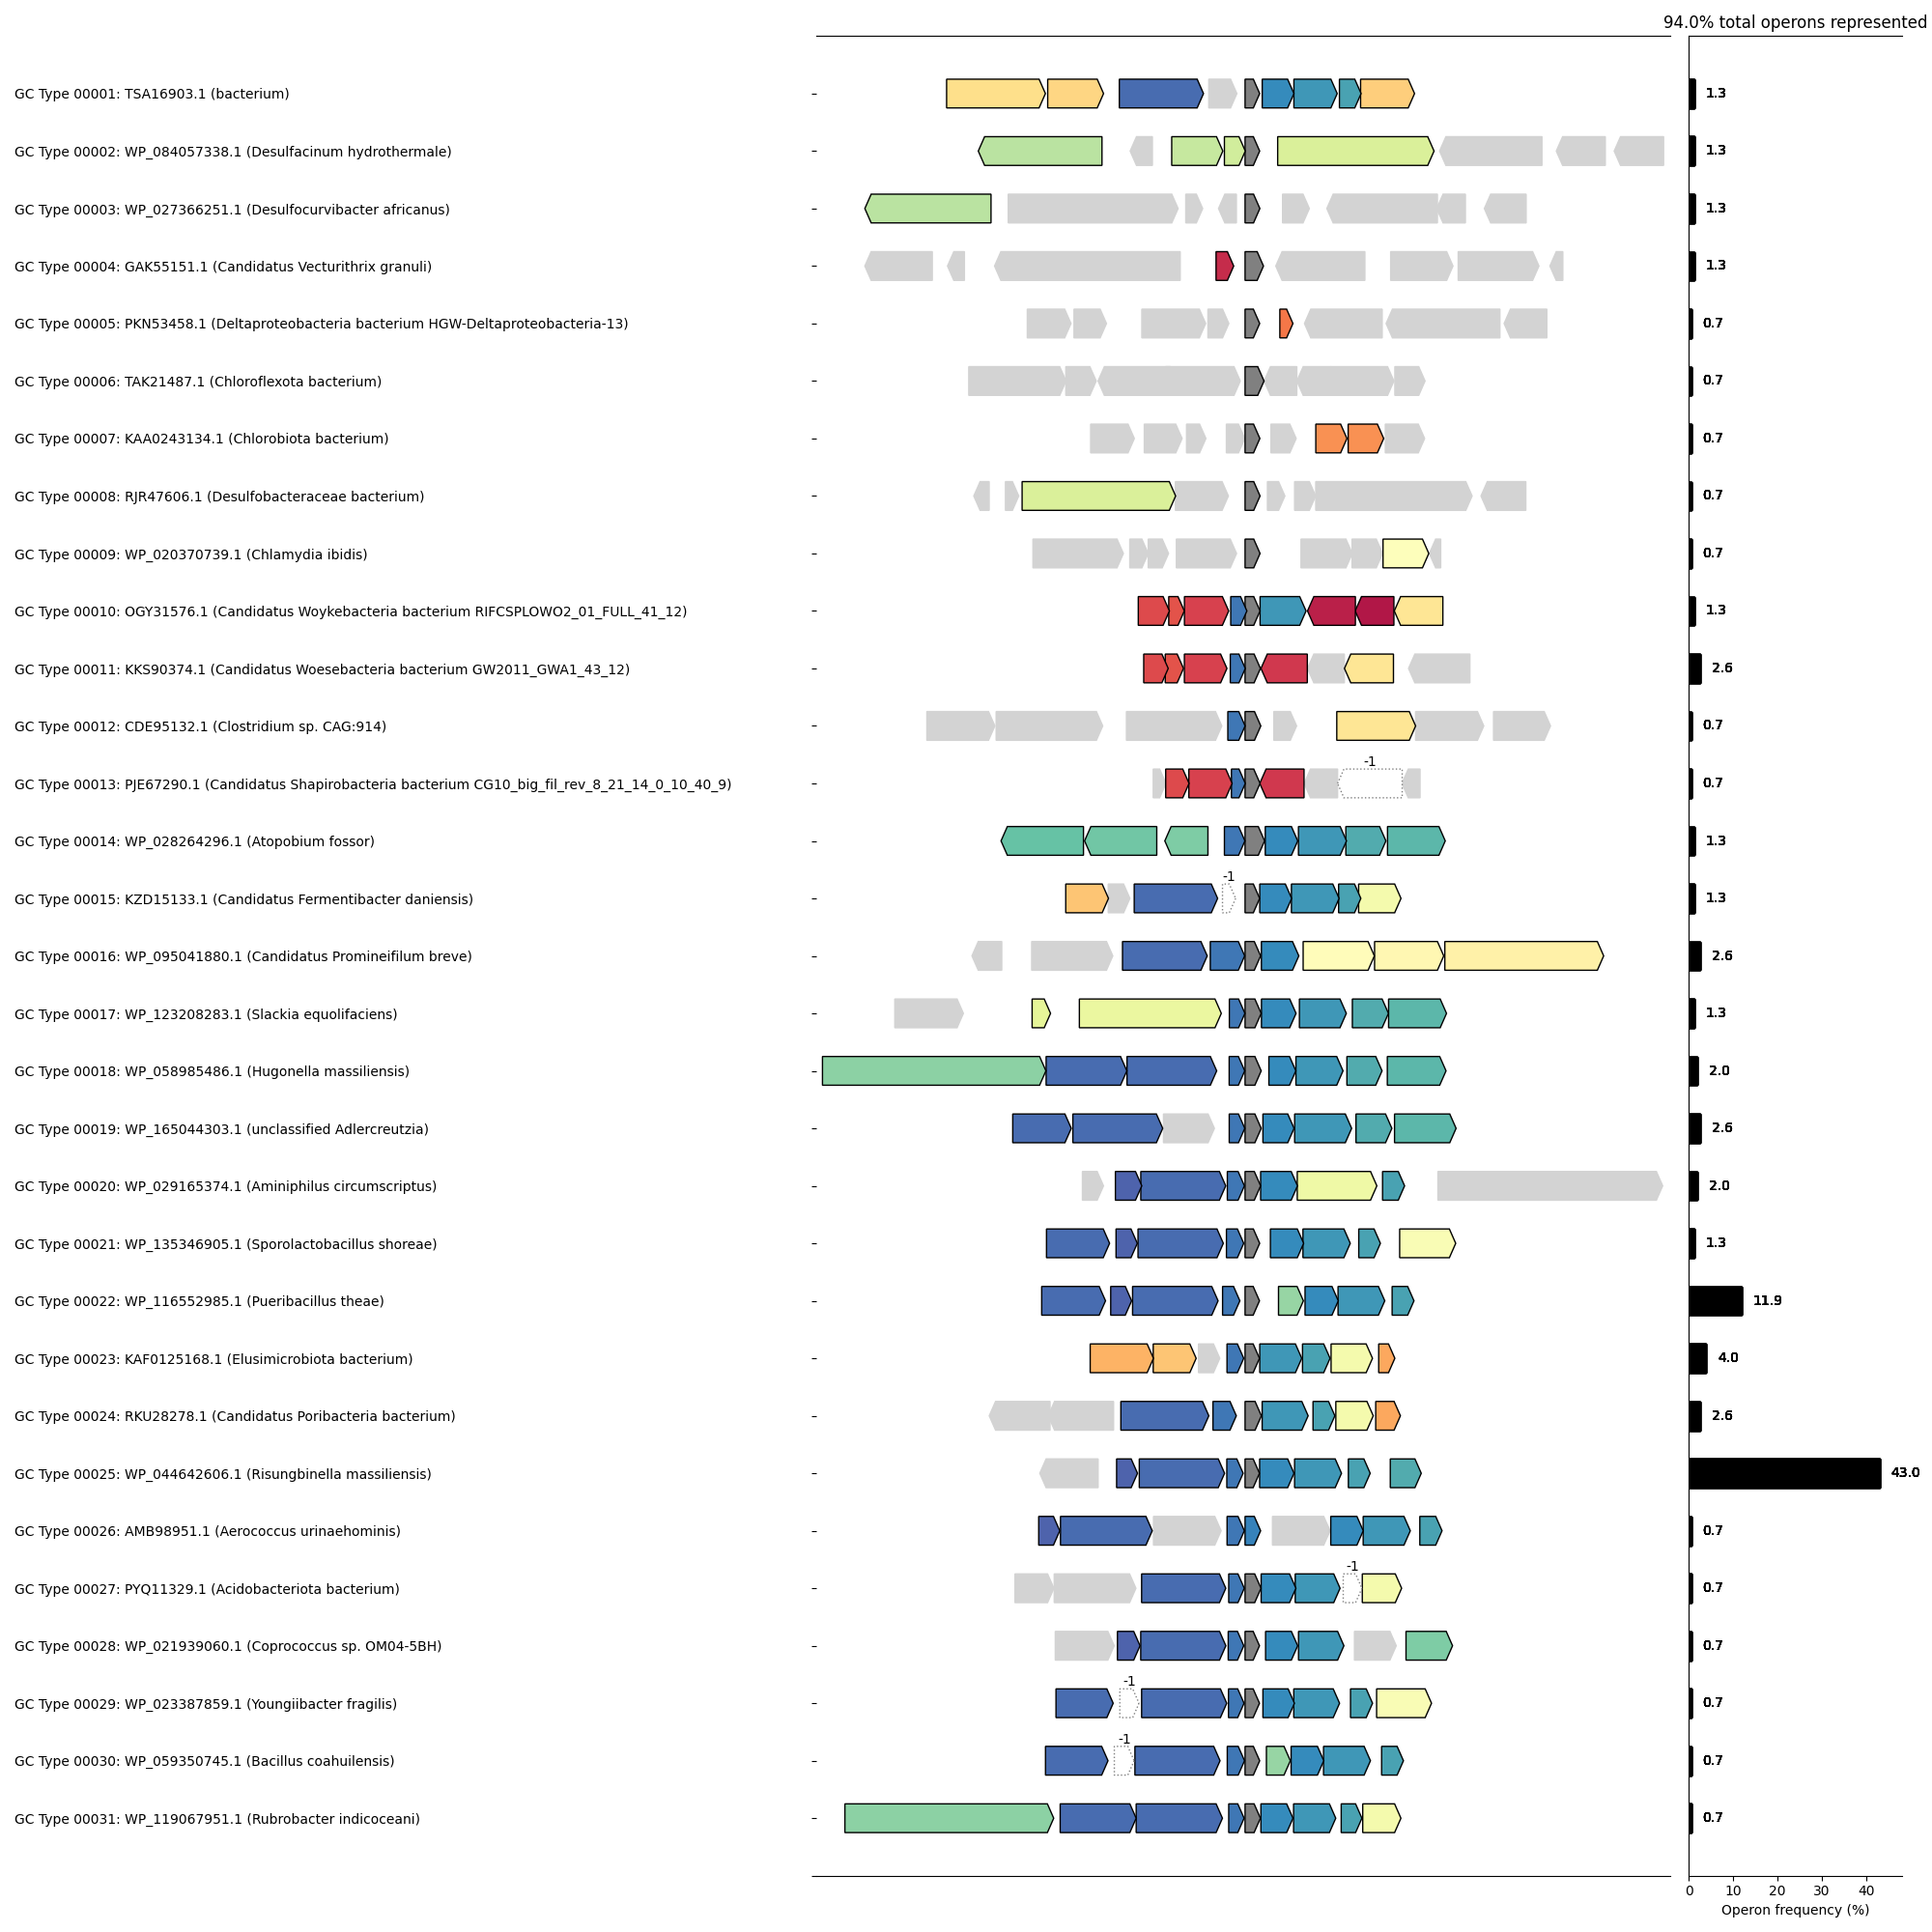 94.0% total operons represented
GC Type 00001: TSA16903.1 (bacterium) 1.3
GC Type 00002: WP_084057338.1 (Desulfacinum hydrothermale) 1.3
GC Type 00003: WP_027366251.1 (Desulfocurvibacter africanus) 1.3
GC Type 00004: GAK55151.1 (Candidatus Vecturithrix granuli) 1.3
GC Type 00005: PKN53458.1 (Deltaproteobacteria bacterium HGW-Deltaproteobacteria-13) 0.7
GC Type 00006: TAK21487.1 (Chloroflexota bacterium) 0.7
GC Type 00007: KAA0243134.1 (Chlorobiota bacterium) 0.7
GC Type 00008: RJR47606.1 (Desulfobacteraceae bacterium) 0.7
GC Type 00009: WP_020370739.1 (Chlamydia ibidis) 0.7
GC Type 00010: OGY31576.1 (Candidatus Woykebacteria bacterium RIFCSPLOWO2_01_FULL_41_12) 1.3
GC Type 00011: KKS90374.1 (Candidatus Woesebacteria bacterium GW2011_GWA1_43_12) 2.6
GC Type 00012: CDE95132.1 (Clostridium sp. CAG:914) 0.7
-1
GC Type 00013: PJE67290.1 (Candidatus Shapirobacteria bacterium CG10_big_fil_rev_8_21_14_0_10_40_9) 0.7
GC Type 00014: WP_028264296.1 (Atopobium fossor) 1.3
-1
GC Type 00015: KZD15133.1 (Candidatus Fermentibacter daniensis) 1.3
GC Type 00016: WP_095041880.1 (Candidatus Promineifilum breve) 2.6
GC Type 00017: WP_123208283.1 (Slackia equolifaciens) 1.3
GC Type 00018: WP_058985486.1 (Hugonella massiliensis) 2.0
GC Type 00019: WP_165044303.1 (unclassified Adlercreutzia) 2.6
GC Type 00020: WP_029165374.1 (Aminiphilus circumscriptus) 2.0
GC Type 00021: WP_135346905.1 (Sporolactobacillus shoreae) 1.3
GC Type 00022: WP_116552985.1 (Pueribacillus theae) 11.9
GC Type 00023: KAF0125168.1 (Elusimicrobiota bacterium) 4.0
GC Type 00024: RKU28278.1 (Candidatus Poribacteria bacterium) 2.6
GC Type 00025: WP_044642606.1 (Risungbinella massiliensis) 43.0
GC Type 00026: AMB98951.1 (Aerococcus urinaehominis) 0.7
-1
GC Type 00027: PYQ11329.1 (Acidobacteriota bacterium) 0.7
GC Type 00028: WP_021939060.1 (Coprococcus sp. OM04-5BH) 0.7
-1
GC Type 00029: WP_023387859.1 (Youngiibacter fragilis) 0.7
-1
GC Type 00030: WP_059350745.1 (Bacillus coahuilensis) 0.7
GC Type 00031: WP_119067951.1 (Rubrobacter indicoceani) 0.7
0 10 20 30 40
Operon frequency (%)